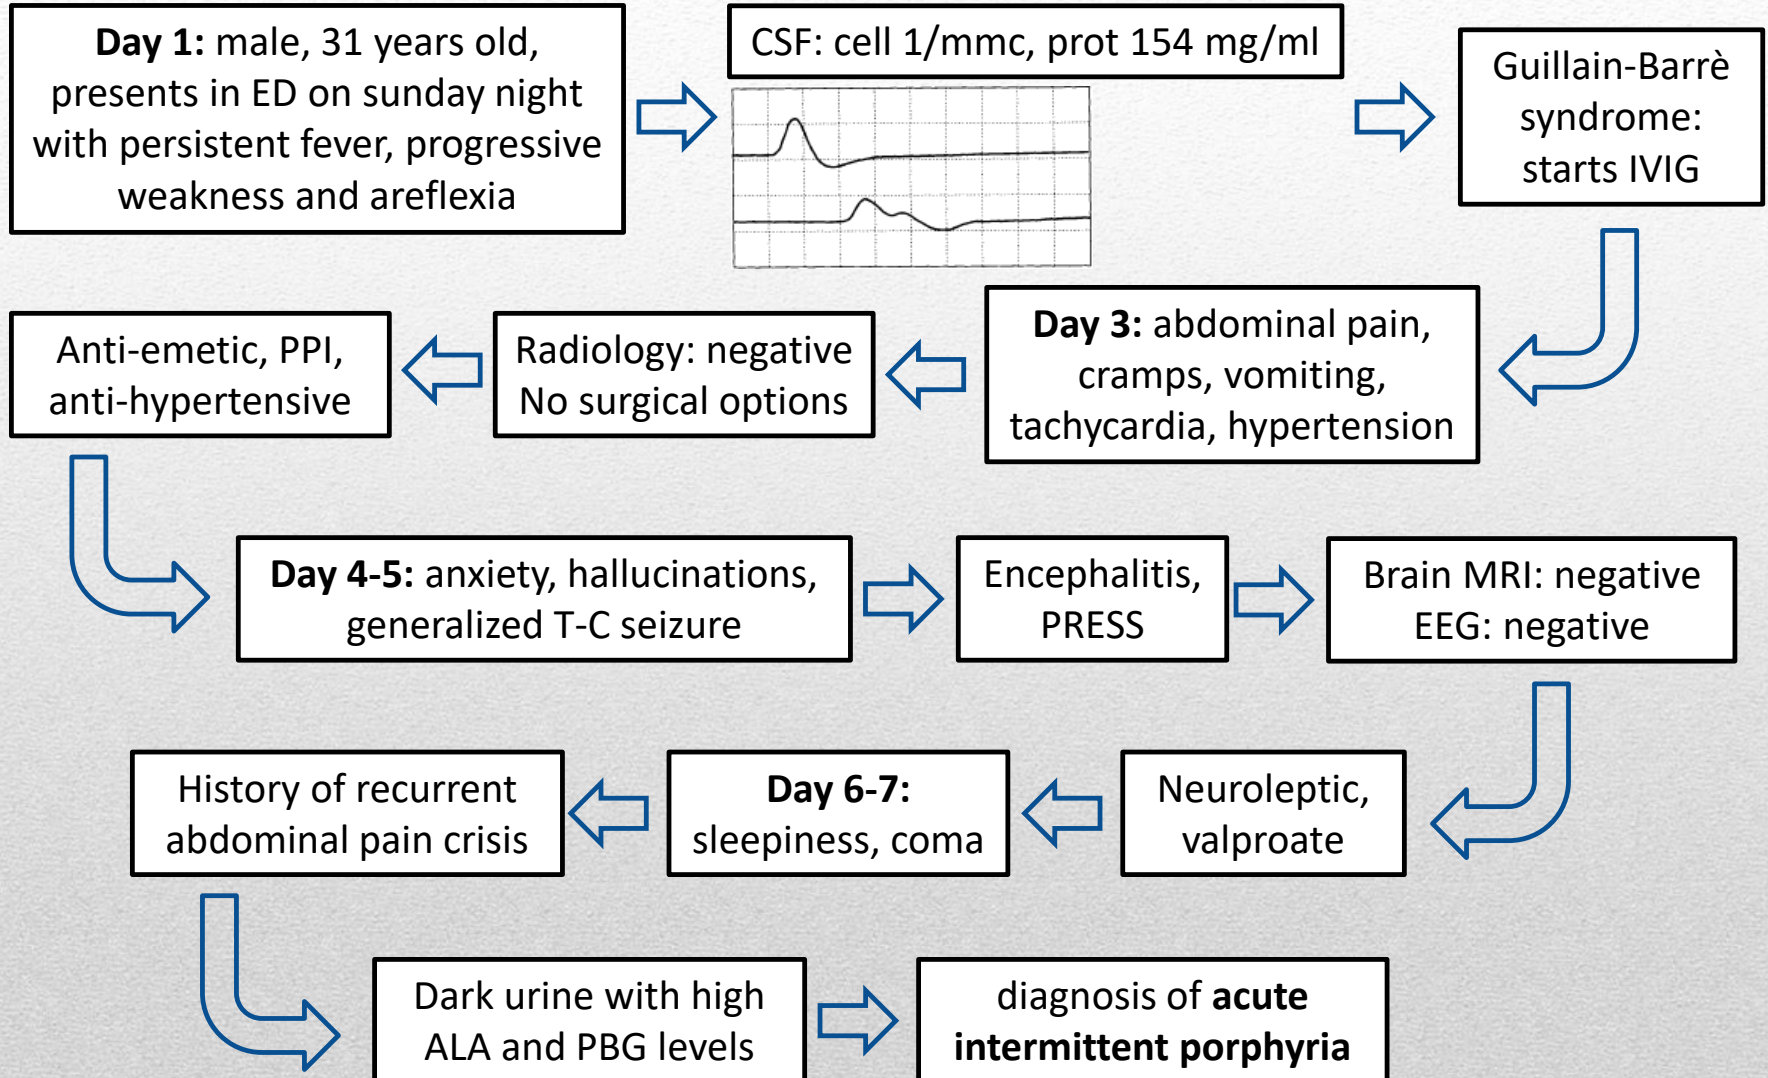 Day 1: male, 31 years old,
presents in ED on sunday night
with persistent fever, progressive
weakness and areflexia
CSF: cell 1/mmc, prot 154 mg/ml
Guillain-Barrè
syndrome:
starts IVIG
Day 3: abdominal pain,
cramps, vomiting,
tachycardia, hypertension
Radiology: negative
No surgical options
Anti-emetic, PPI,
anti-hypertensive
Day 4-5: anxiety, hallucinations,
generalized T-C seizure
Encephalitis,
PRESS
Brain MRI: negative
EEG: negative
Neuroleptic,
valproate
Day 6-7:
sleepiness, coma
History of recurrent
abdominal pain crisis
Dark urine with high
ALA and PBG levels
diagnosis of acute
intermittent porphyria